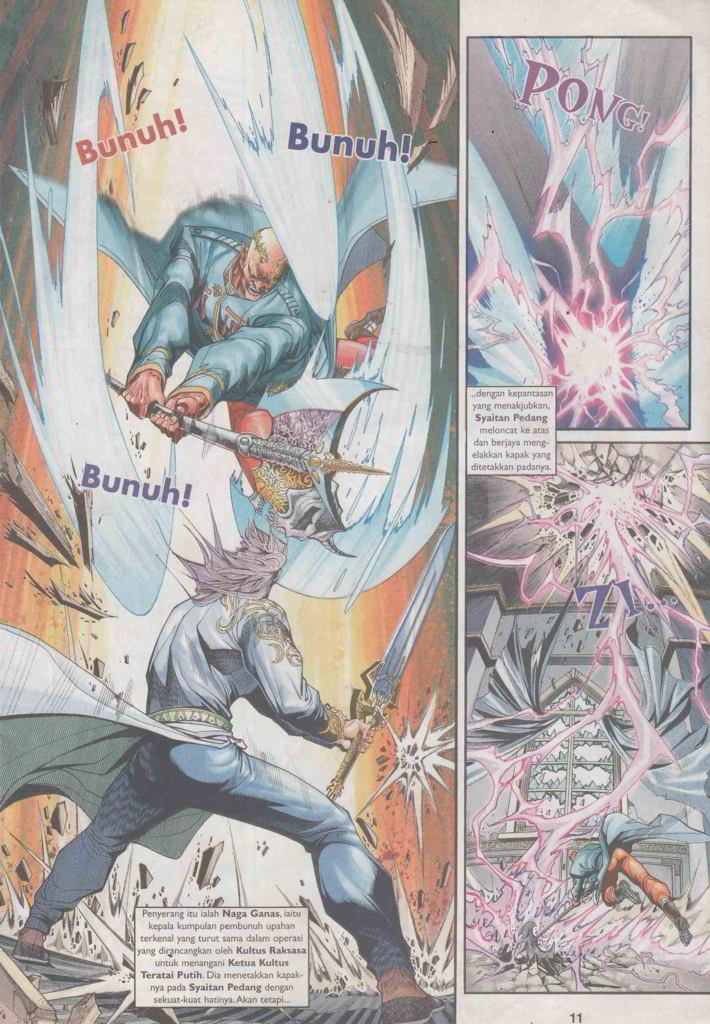 Bunuh!
Bunuh!
Bunuh!
Penyerang itu ialah Naga Ganas, iaitu
kepala kumpulan pembunuh upahan
terkenal yang turut sama dalam operasi
yang dirancangkan oleh Kultus Raksasa
untuk menangani Ketua Kultus
Teratai Putih. Dia menetakkan kapak-
nya pada Syaitan Pedang dengan
sekuat-kuat hatinya. Akan tetapi...
PONG!
...dengan kepantasan
yang menakjubkan,
Syaitan Pedang
meloncat ke atas
dan berjaya meng-
elakkan kapak yang
ditetakkan padanya.
ZI...
11